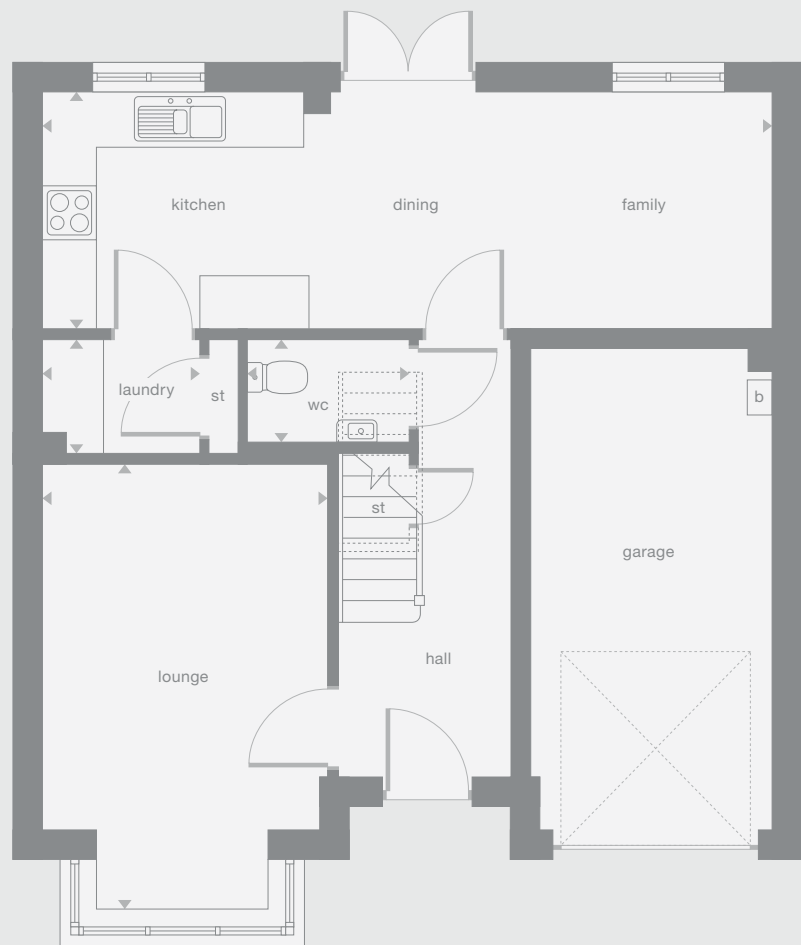 kitchen
dining
family
laundry
st
wc
b
st
garage
lounge
hall